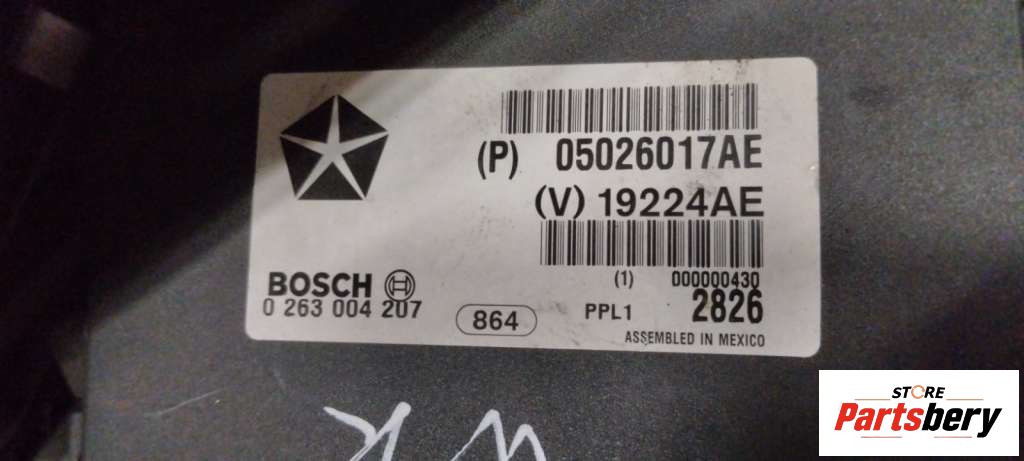 (P) 05026017AE
(V) 19224AE
(1) 000000430
BOSCH
0 263 004 207
864
PPL1
2826
ASSEMBLED IN MEXICO
STORE
Partsbery